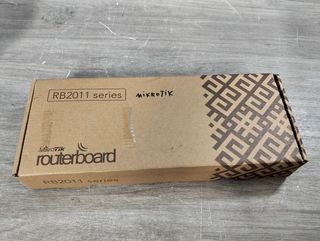 RB2011 series
MIKROTIK
MikroTik
routerboard
RB2011 series